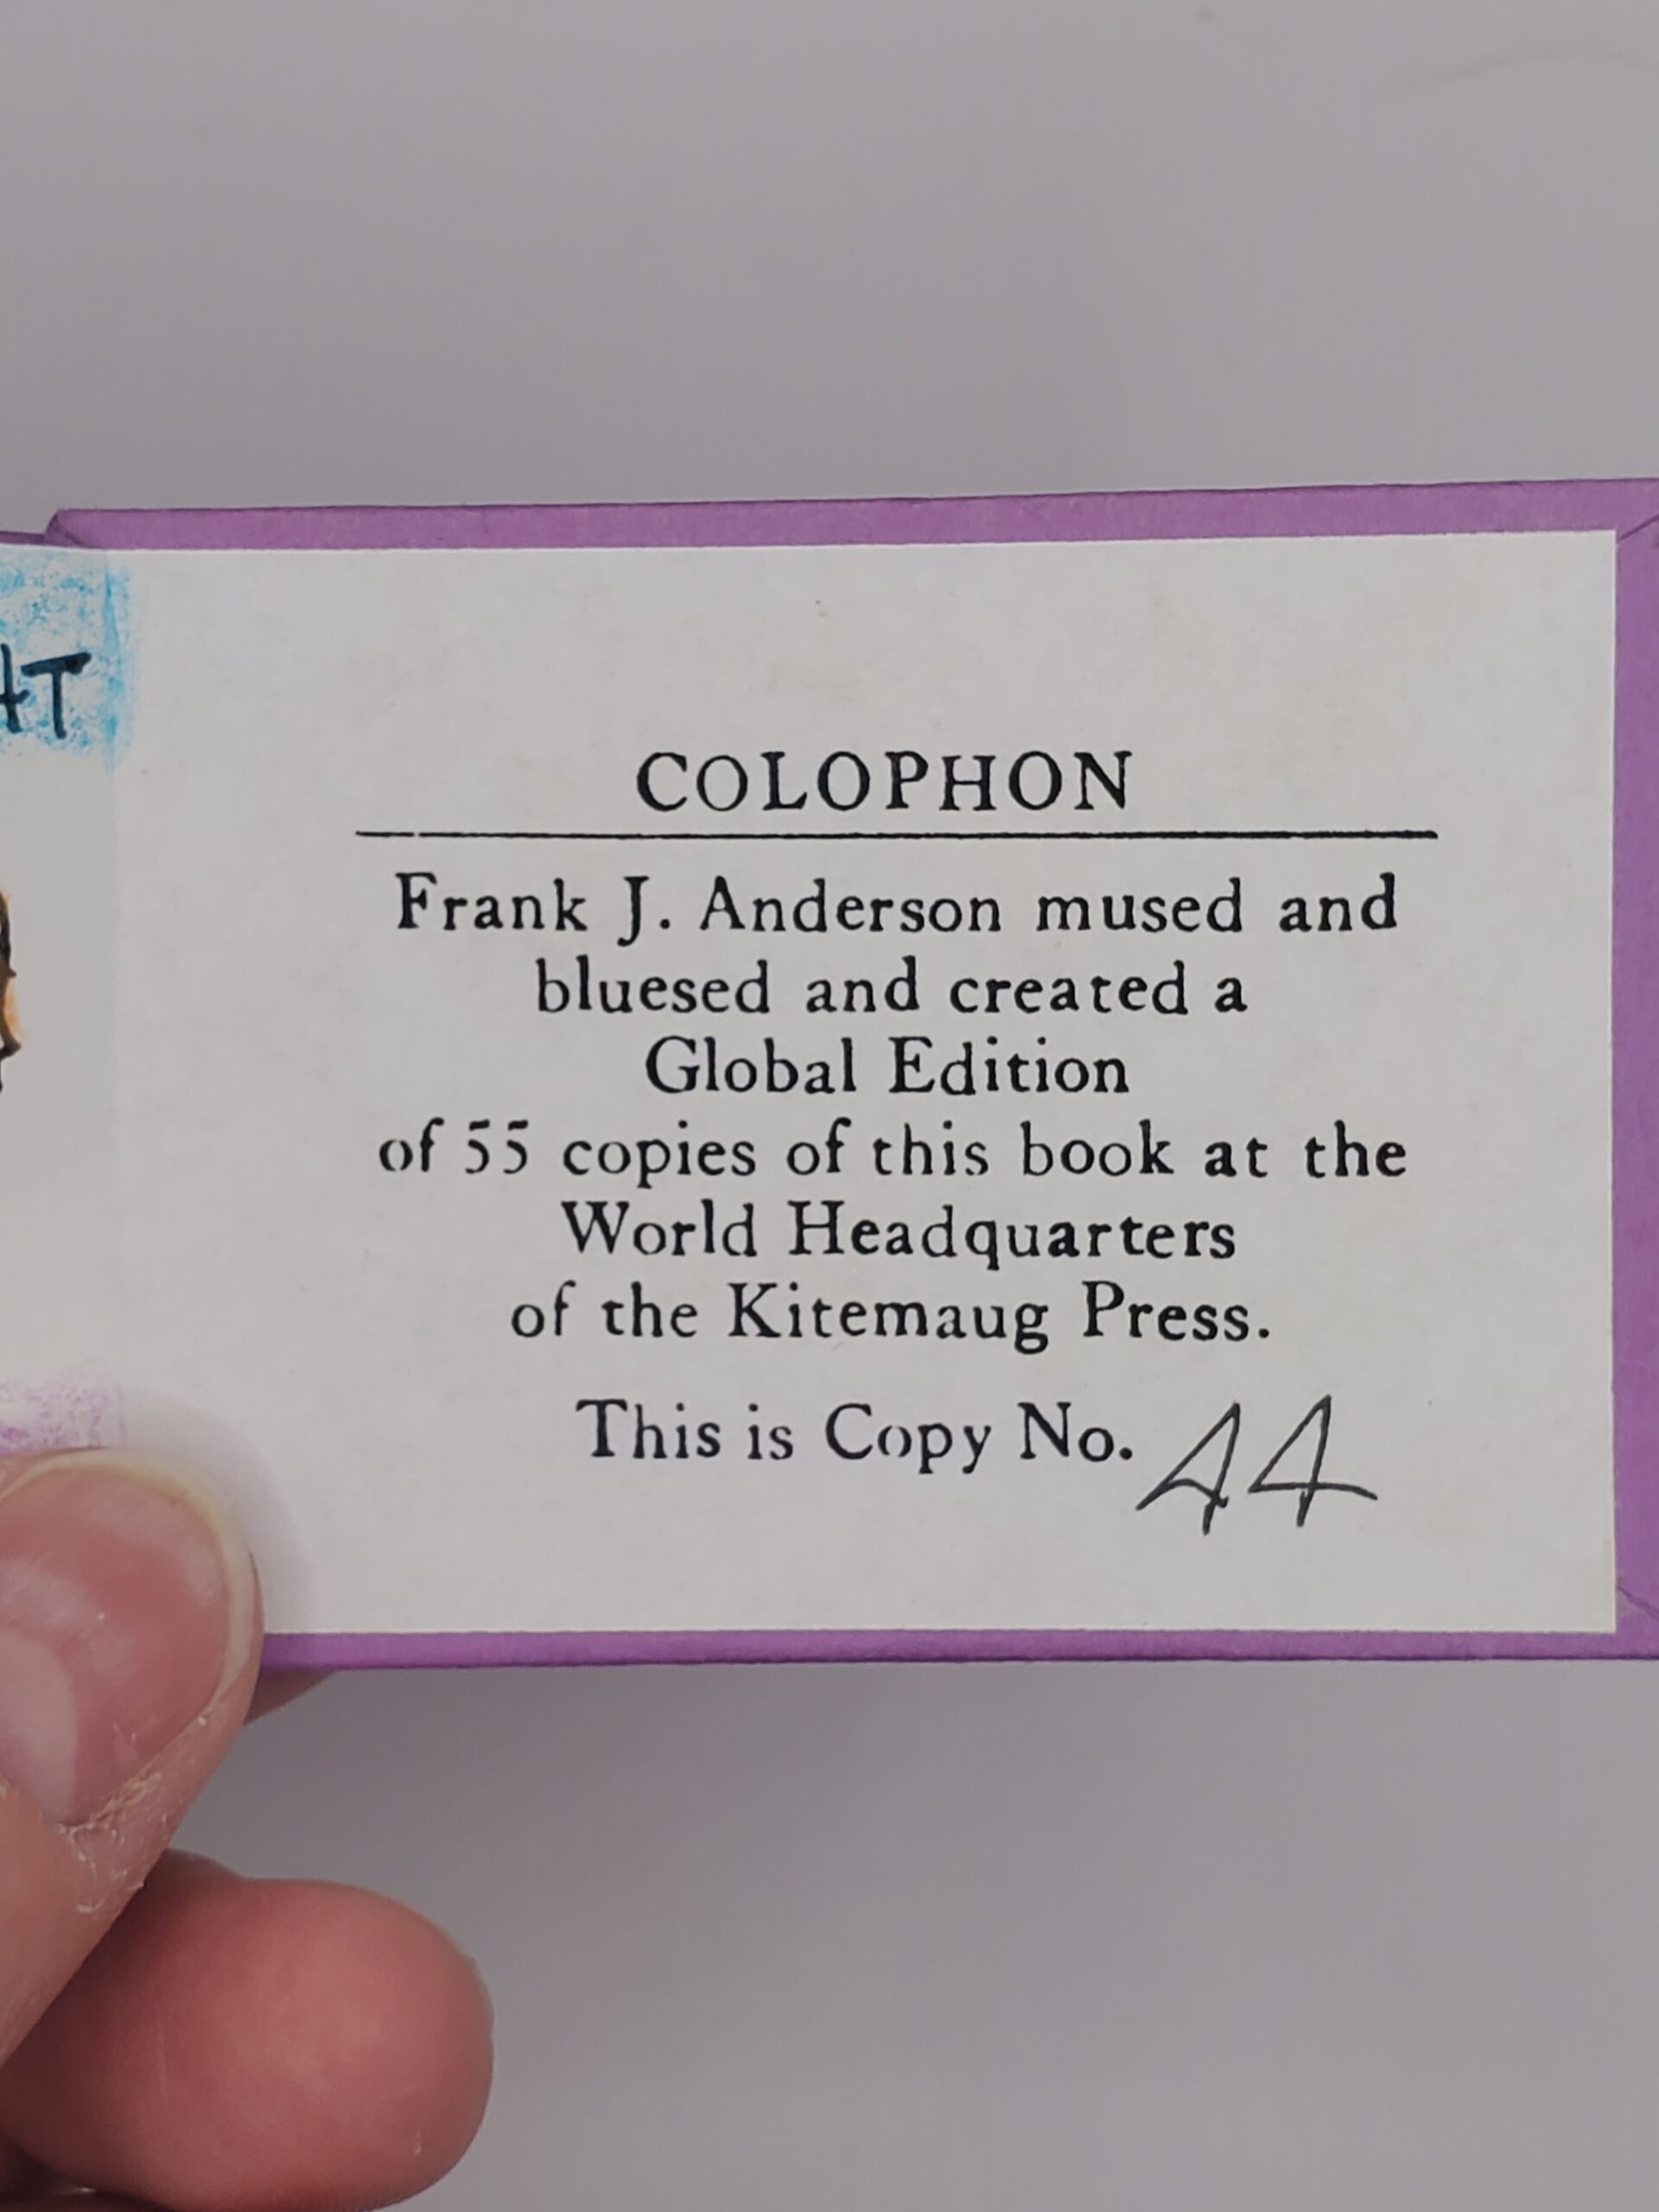 COLOPHON
Frank J. Anderson mused and
bluesed and created a
Global Edition
of 55 copies of this book at the
World Headquarters
of the Kitemaug Press.
This is Copy No. 44